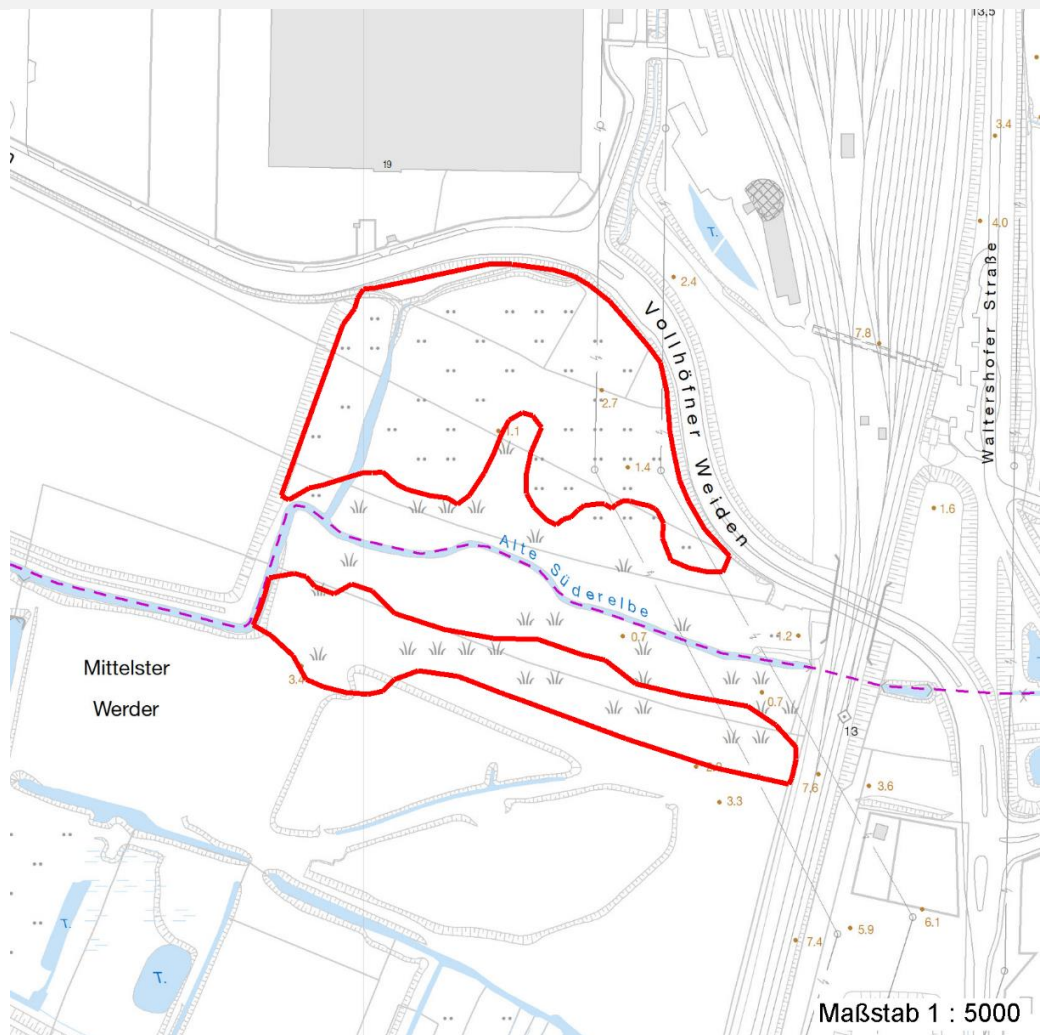 13,5
3.4
19
4.0
T.
2.4
Waltershofer Straße
Vollhöfner Weiden
7.8
2.7
1.1
1.4
1.6
Alte Süderelbe
0.7
1.2
Mittelster
Werder
3.4
0.7
13
7.6
3.3
3.6
6.1
5.9
7.4
T.
T.
Maßstab 1 : 5000